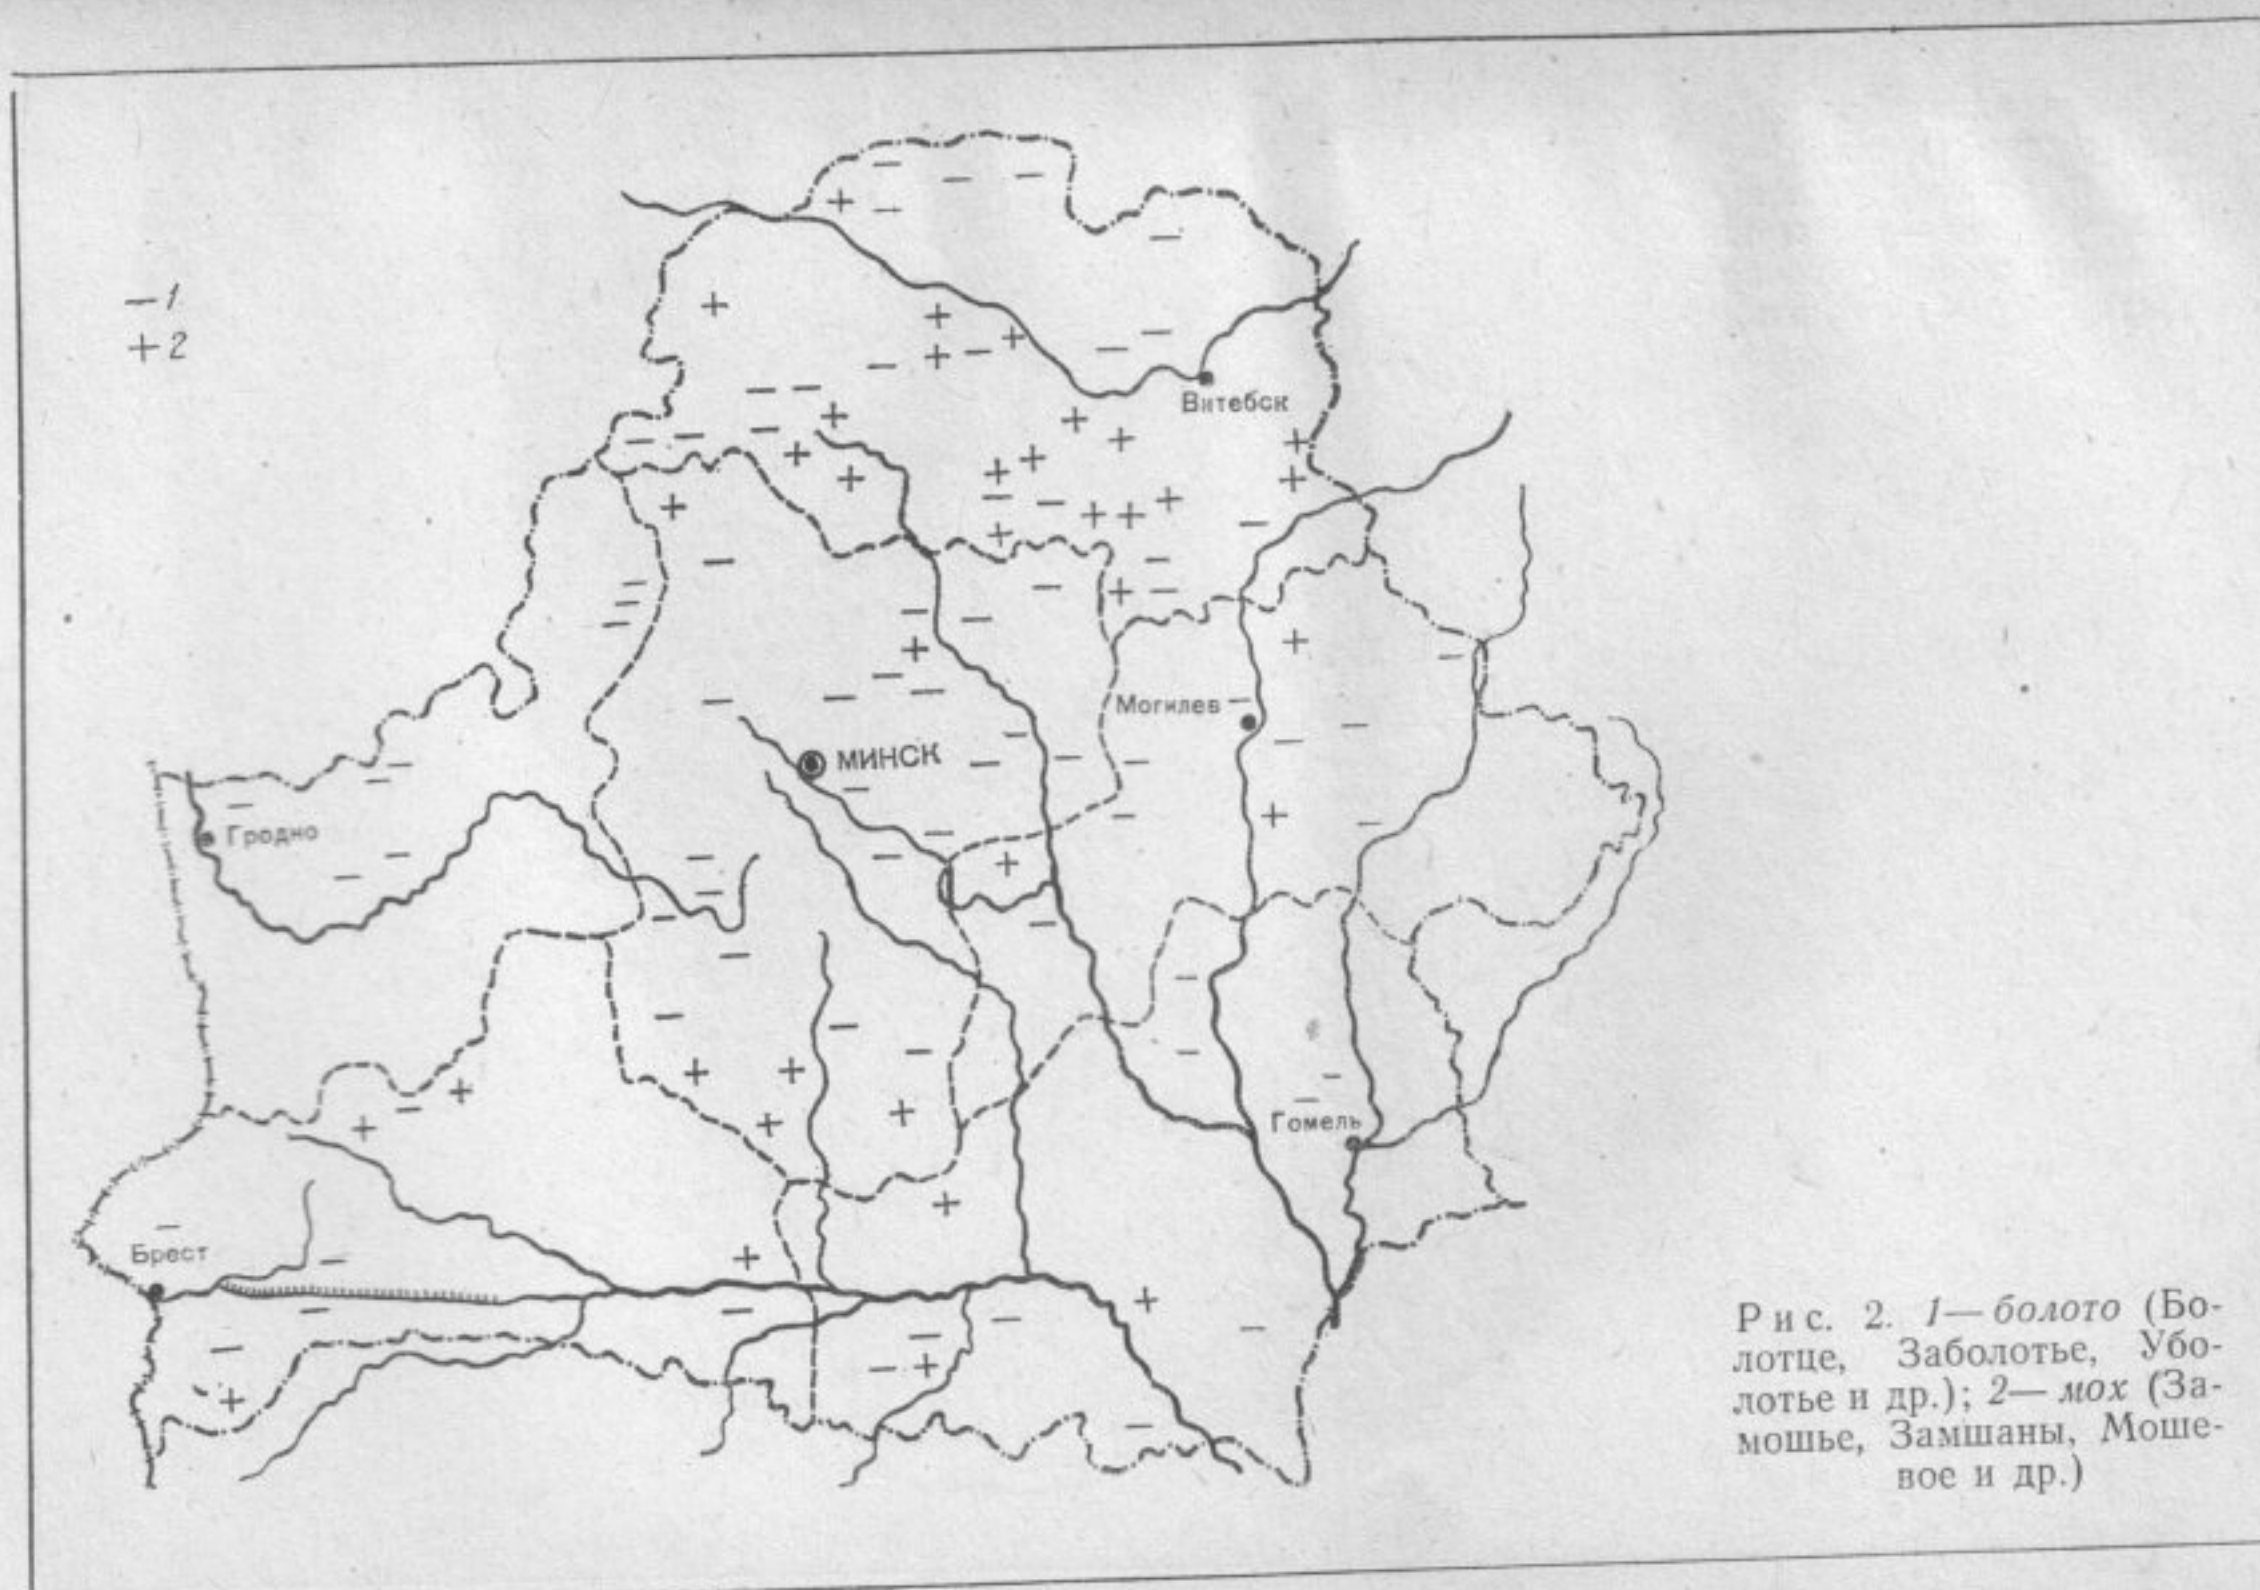 — 1
+ 2
Витебск
Могилев
МИНСК
Гродно
Гомель
Брест
Рис. 2. 1— болото (Бо-
лотце, Заболотье, Убо-
лотье и др.); 2— мох (За-
мошье, Замшаны, Моше-
вое и др.)